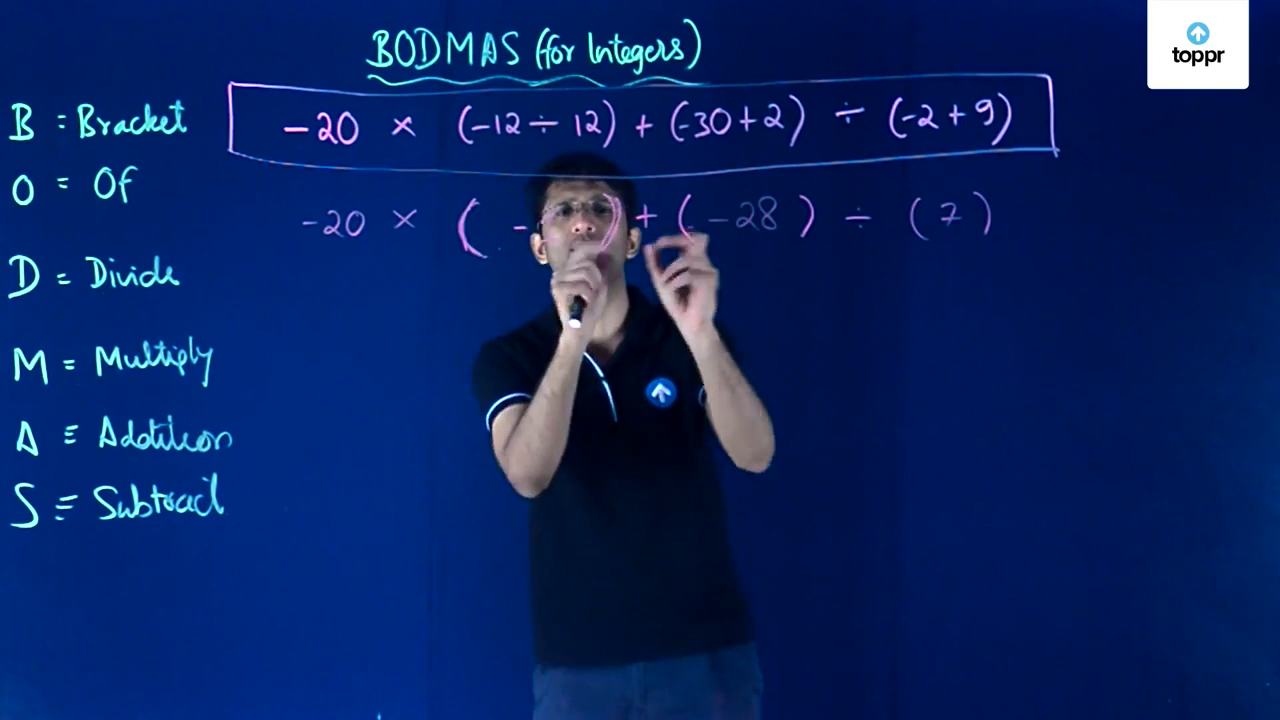 BODMAS (for Integers)
toppr
-20 × (-12 ÷ 12) + (-30+2) ÷ (-2+9)
-20 × ( - ) + ( -28 ) ÷ ( 7 )
B = Bracket
O = Of
D = Divide
M = Multiply
A = Addition
S = Subtract